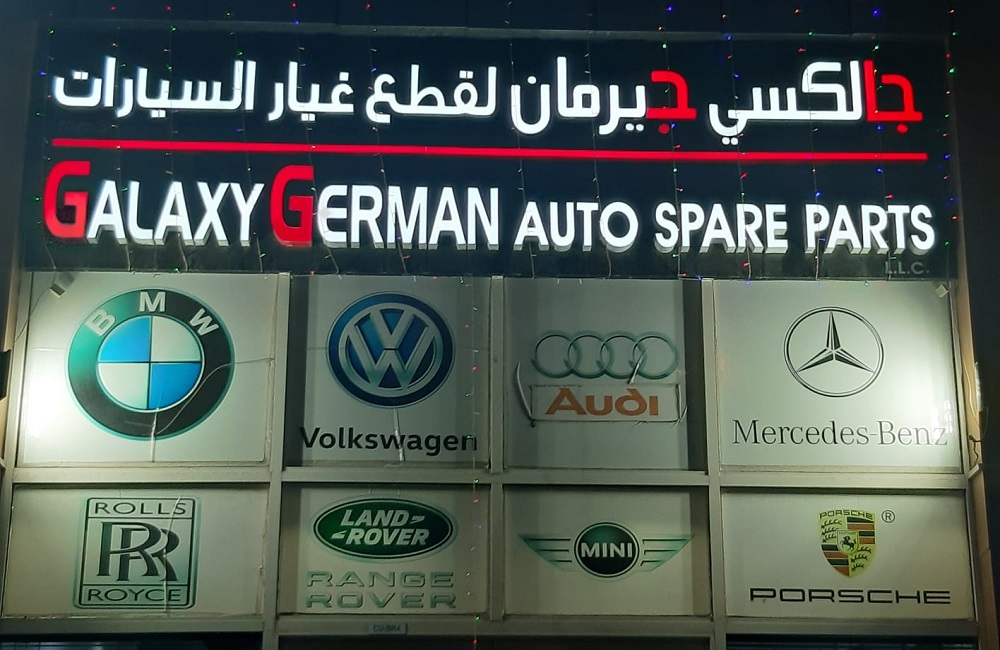 جالكسي جيرمان لقطع غيار السيارات
GALAXY GERMAN AUTO SPARE PARTS
L.L.C.
BMW
Volkswagen
Audi
Mercedes-Benz
ROLLS
RR
ROYCE
LAND-
ROVER
RANGE
ROVER
MINI
PORSCHE ®
PORSCHE